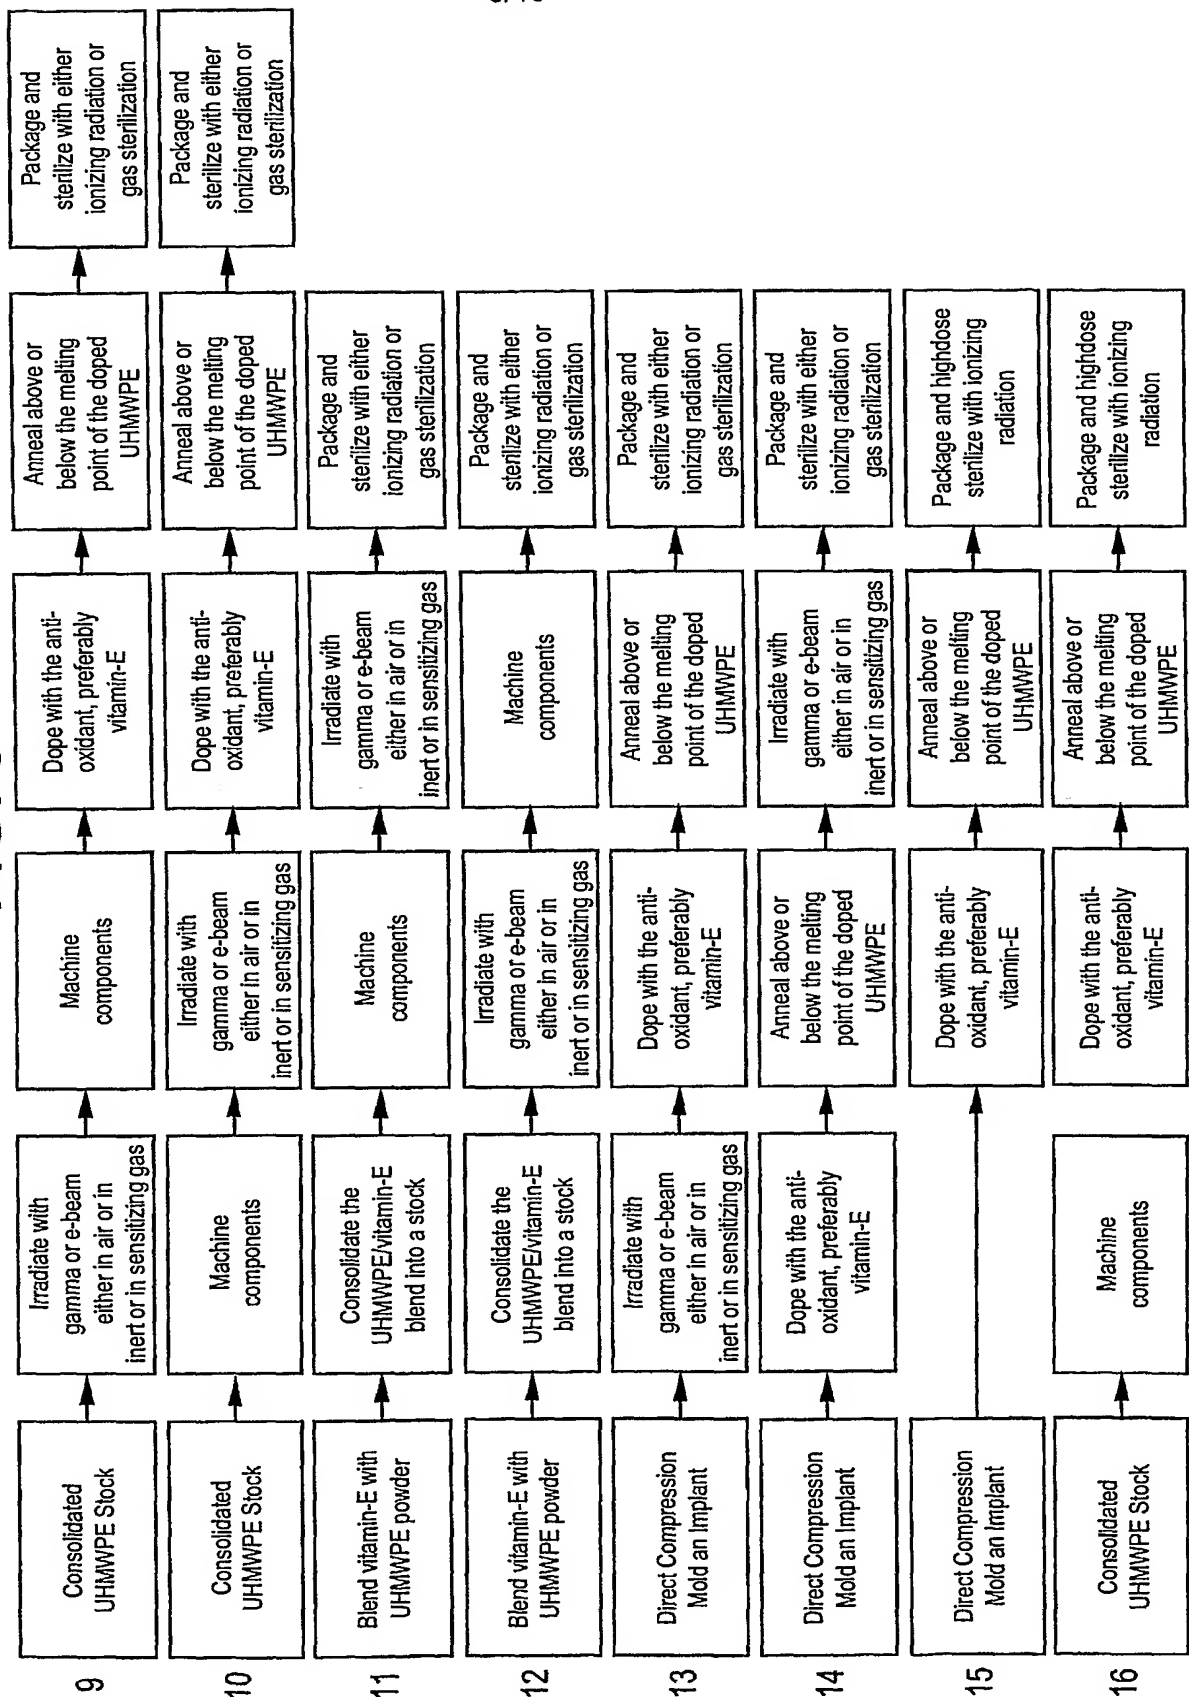 9
Consolidated
UHMWPE Stock
Irradiate with
gamma or e-beam
either in air or in
inert or in sensitizing gas
Machine
components
Dope with the anti-
oxidant, preferably
vitamin-E
Anneal above or
below the melting
point of the doped
UHMWPE
Package and
sterilize with either
ionizing radiation or
gas sterilization
10
Consolidated
UHMWPE Stock
Machine
components
Irradiate with
gamma or e-beam
either in air or in
inert or in sensitizing gas
Dope with the anti-
oxidant, preferably
vitamin-E
Anneal above or
below the melting
point of the doped
UHMWPE
Package and
sterilize with either
ionizing radiation or
gas sterilization
11
Blend vitamin-E with
UHMWPE powder
Consolidate the
UHMWPE/vitamin-E
blend into a stock
Machine
components
Irradiate with
gamma or e-beam
either in air or in
inert or in sensitizing gas
Package and
sterilize with either
ionizing radiation or
gas sterilization
12
Blend vitamin-E with
UHMWPE powder
Consolidate the
UHMWPE/vitamin-E
blend into a stock
Irradiate with
gamma or e-beam
either in air or in
inert or in sensitizing gas
Machine
components
Package and
sterilize with either
ionizing radiation or
gas sterilization
13
Direct Compression
Mold an Implant
Irradiate with
gamma or e-beam
either in air or in
inert or in sensitizing gas
Dope with the anti-
oxidant, preferably
vitamin-E
Anneal above or
below the melting
point of the doped
UHMWPE
Package and
sterilize with either
ionizing radiation or
gas sterilization
14
Direct Compression
Mold an Implant
Dope with the anti-
oxidant, preferably
vitamin-E
Anneal above or
below the melting
point of the doped
UHMWPE
Irradiate with
gamma or e-beam
either in air or in
inert or in sensitizing gas
Package and
sterilize with either
ionizing radiation or
gas sterilization
15
Direct Compression
Mold an Implant
Dope with the anti-
oxidant, preferably
vitamin-E
Anneal above or
below the melting
point of the doped
UHMWPE
Package and highdose
sterilize with ionizing
radiation
16
Consolidated
UHMWPE Stock
Machine
components
Dope with the anti-
oxidant, preferably
vitamin-E
Anneal above or
below the melting
point of the doped
UHMWPE
Package and highdose
sterilize with ionizing
radiation